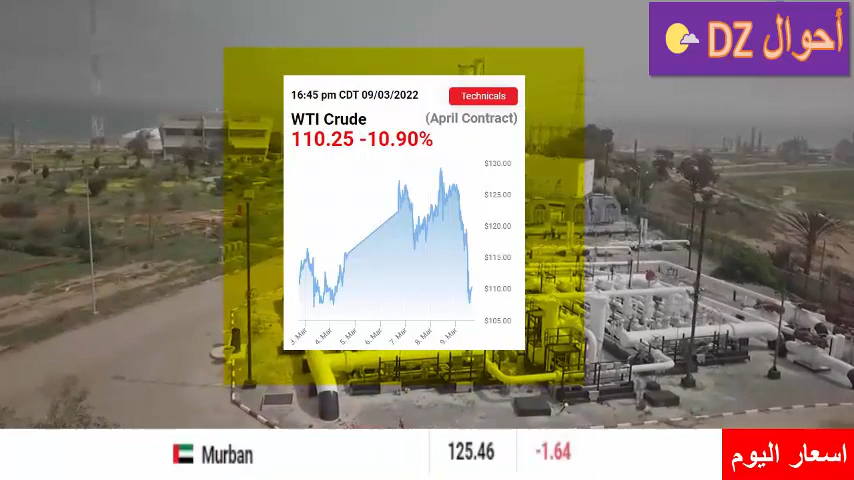 أحوال DZ
16:45 pm CDT 09/03/2022
Technicals
WTI Crude
(April Contract)
110.25 -10.90%
$130.00
$125.00
$120.00
$115.00
$110.00
$105.00
3. Mar
4. Mar
5. Mar
6. Mar
7. Mar
8. Mar
9. Mar
Murban 125.46 -1.64
اسعار اليوم